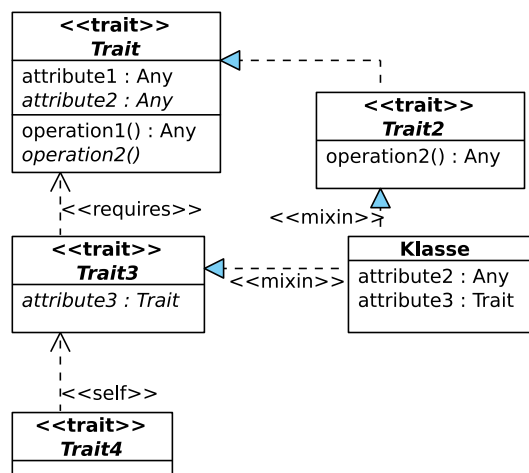 <<trait>>
Trait
attribute1 : Any
attribute2 : Any
operation1() : Any
operation2()
<<trait>>
Trait2
operation2() : Any
<<requires>>
<<mixin>>
<<trait>>
Trait3
attribute3 : Trait
<<mixin>>
Klasse
attribute2 : Any
attribute3 : Trait
<<self>>
<<trait>>
Trait4